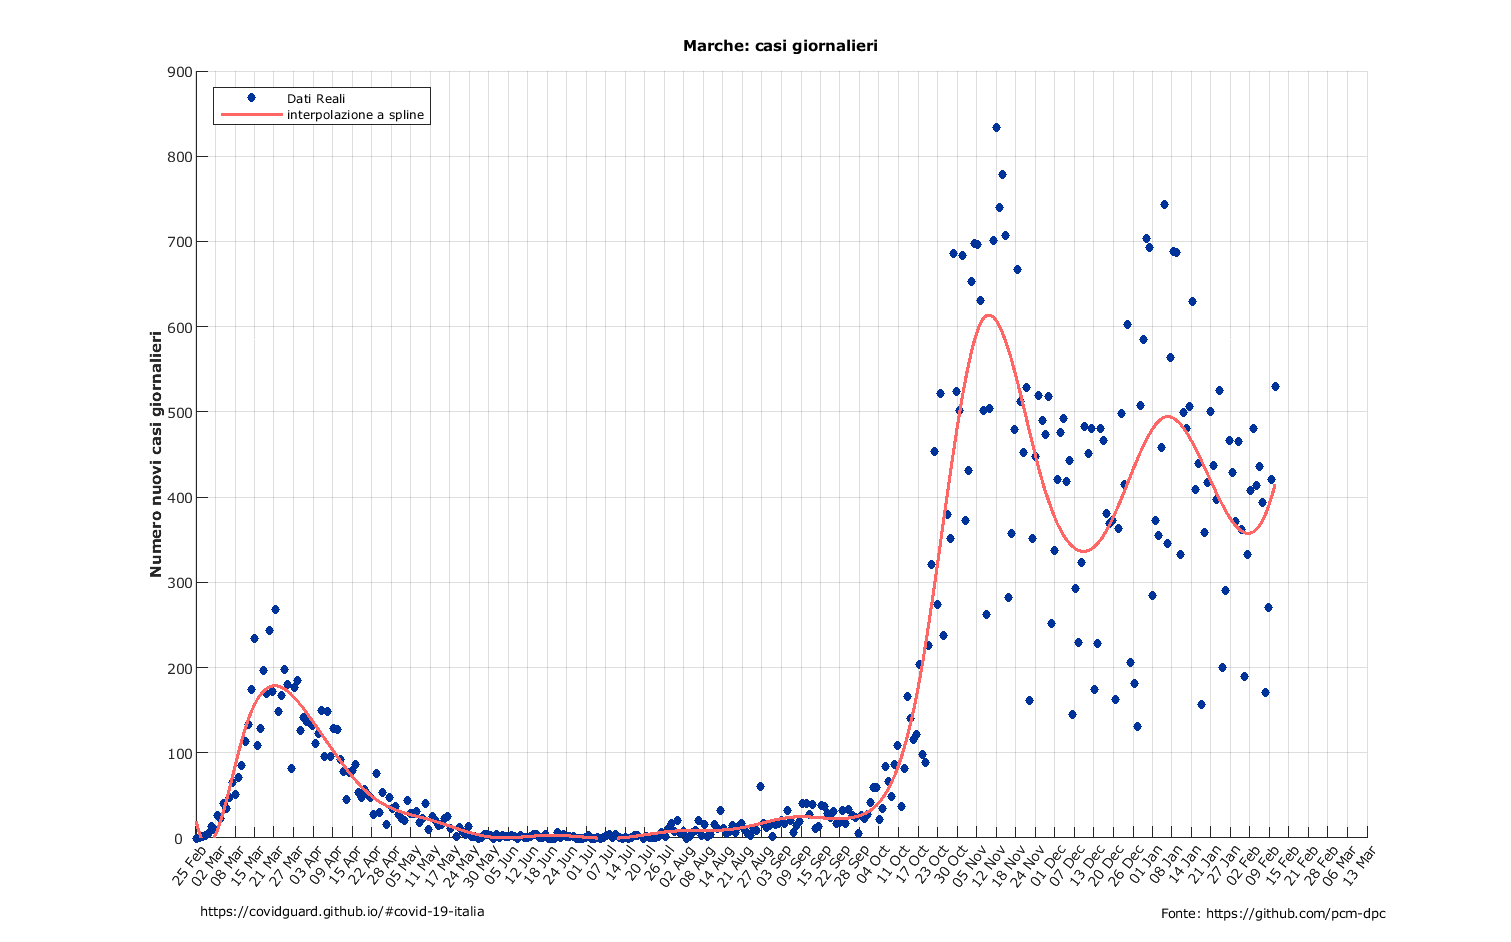 Marche: casi giornalieri
Dati Reali
interpolazione a spline
Numero nuovi casi giornalieri
900
800
700
600
500
400
300
200
100
0
25 Feb
02 Mar
08 Mar
15 Mar
21 Mar
27 Mar
03 Apr
09 Apr
15 Apr
22 Apr
28 Apr
05 May
11 May
17 May
24 May
30 May
05 Jun
12 Jun
18 Jun
24 Jun
01 Jul
07 Jul
14 Jul
20 Jul
26 Jul
02 Aug
08 Aug
14 Aug
21 Aug
27 Aug
03 Sep
09 Sep
15 Sep
22 Sep
28 Sep
04 Oct
11 Oct
17 Oct
23 Oct
30 Oct
05 Nov
12 Nov
18 Nov
24 Nov
01 Dec
07 Dec
13 Dec
20 Dec
26 Dec
01 Jan
08 Jan
14 Jan
21 Jan
27 Jan
02 Feb
09 Feb
15 Feb
21 Feb
28 Feb
06 Mar
13 Mar
https://covidguard.github.io/#covid-19-italia
Fonte: https://github.com/pcm-dpc